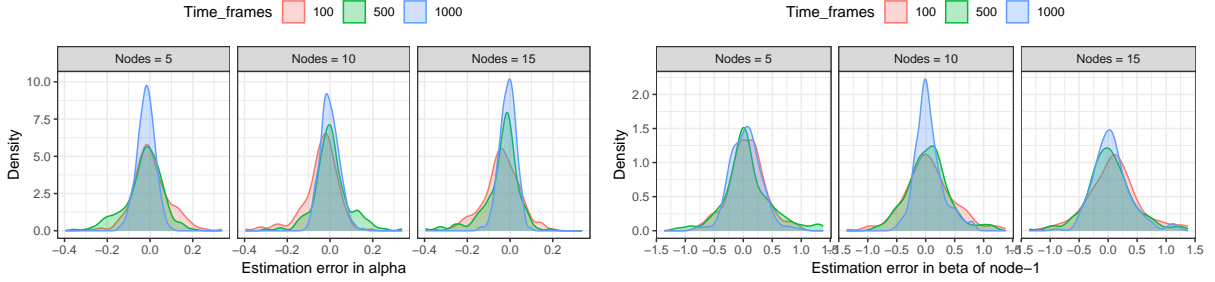 Time_frames 100 500 1000
Nodes = 5 Nodes = 10 Nodes = 15
10.0
7.5
5.0
2.5
0.0
Density
−0.4 −0.2 0.0 0.2 −0.4 −0.2 0.0 0.2 −0.4 −0.2 0.0 0.2
Estimation error in alpha
Time_frames 100 500 1000
Nodes = 5 Nodes = 10 Nodes = 15
2.0
1.5
1.0
0.5
0.0
Density
−1.5 −1.0 −0.5 0.0 0.5 1.0 1.5 −1.0 −0.5 0.0 0.5 1.0 1.5 −1.0 −0.5 0.0 0.5 1.0 1.5
Estimation error in beta of node−1